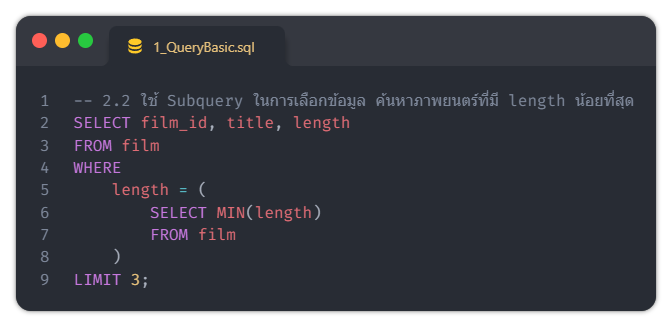 1_QueryBasic.sql
1 -- 2.2 ใช้ Subquery ในการเลือกข้อมูล ค้นหาภาพยนตร์ที่มี length น้อยที่สุด
2 SELECT film_id, title, length
3 FROM film
4 WHERE
5     length = (
6         SELECT MIN(length)
7         FROM film
8     )
9 LIMIT 3;